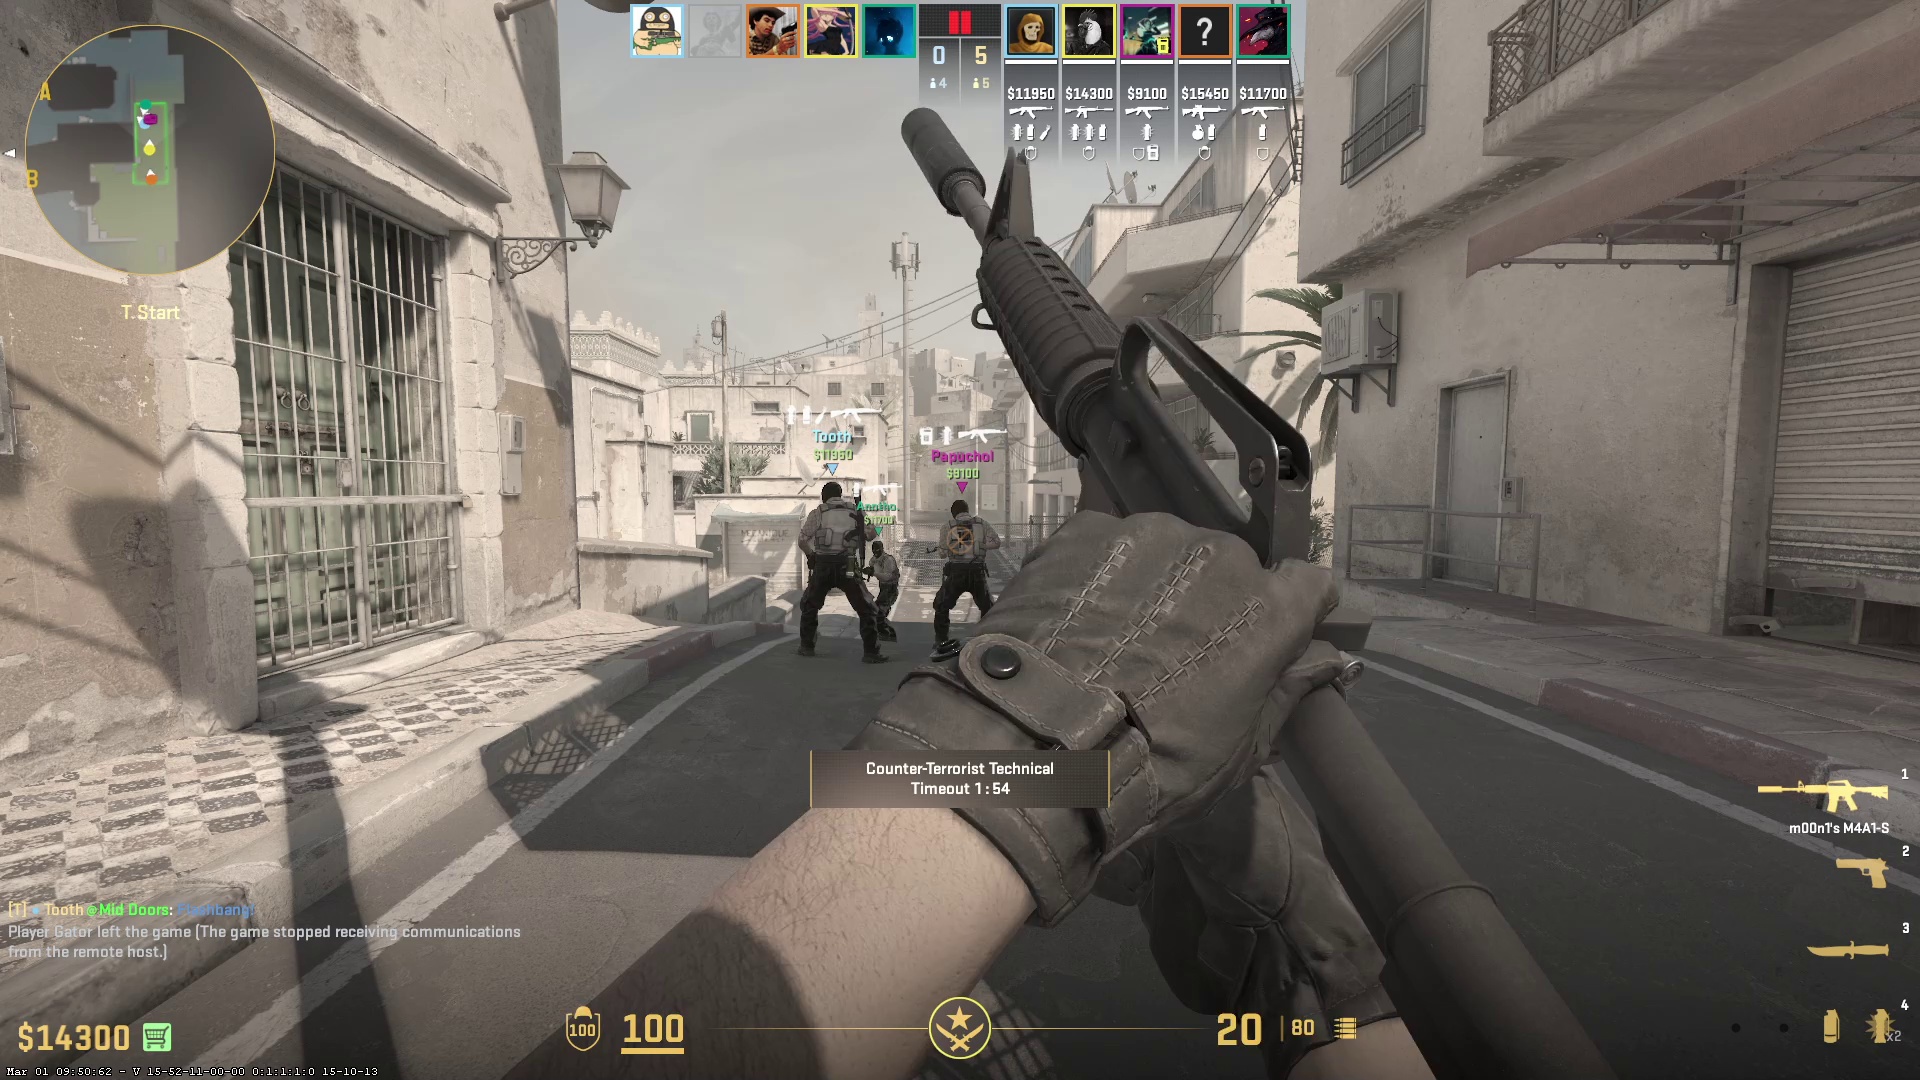 0 5
4 5
$11950 $14300 $9100 $15450 $11700
?
A
B
T Start
Tooth
$11950
Papuchol
$9100
$11700
Counter-Terrorist Technical
Timeout 1:54
1
m00n1's M4A1-S
2
3
4
x2
[T] Tooth @ Mid Doors: Flashbang!
Player Gator left the game (The game stopped receiving communications
from the remote host.)
$14300
100 100
20 | 80
Mar 01 09:50:62 - V 15-52-11-00-00 0:1:1:1:0 15-10-13